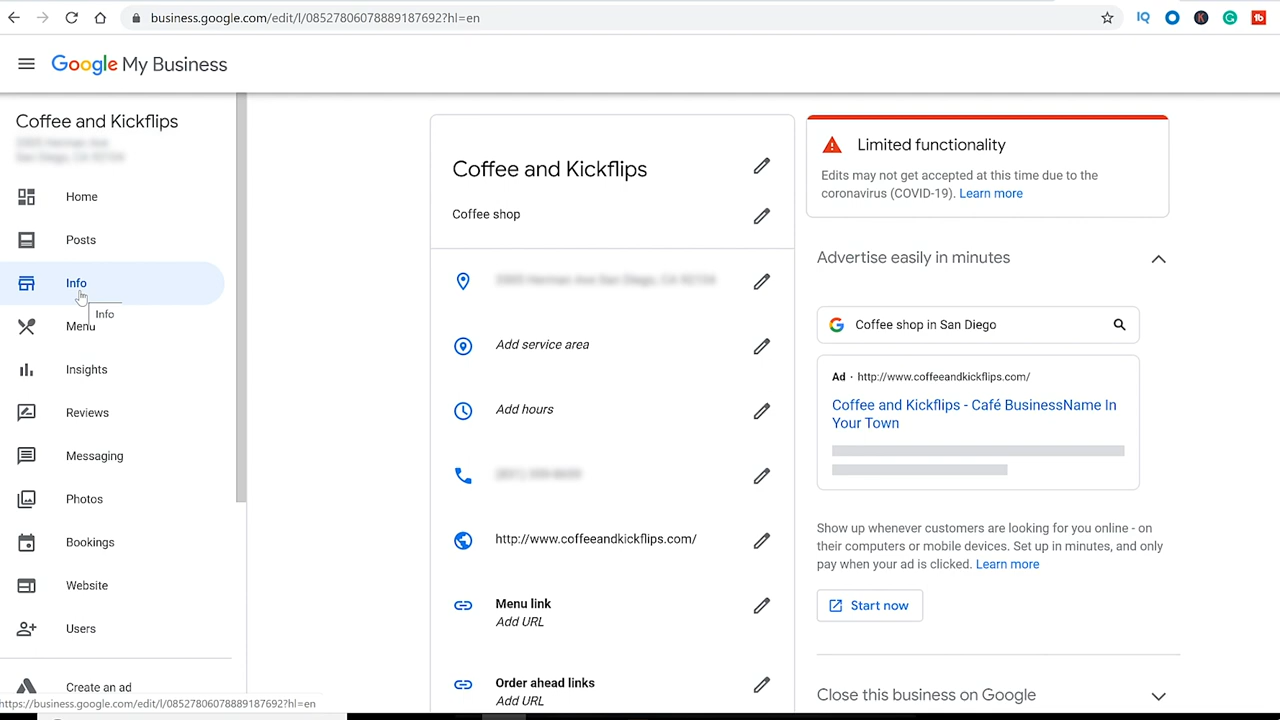 business.google.com/edit/l/08527806078889187692?hl=en
IQ
K
G
tb
Google My Business
Coffee and Kickflips
Home
Posts
Info
Info
Menu
Insights
Reviews
Messaging
Photos
Bookings
Website
Users
Create an ad
https://business.google.com/edit/l/08527806078889187692?hl=en
Coffee and Kickflips
Coffee shop
Add service area
Add hours
http://www.coffeeandkickflips.com/
Menu link
Add URL
Order ahead links
Add URL
Limited functionality
Edits may not get accepted at this time due to the
coronavirus (COVID-19). Learn more
Advertise easily in minutes
G Coffee shop in San Diego
Ad · http://www.coffeeandkickflips.com/
Coffee and Kickflips - Café BusinessName In
Your Town
Show up whenever customers are looking for you online - on
their computers or mobile devices. Set up in minutes, and only
pay when your ad is clicked. Learn more
Start now
Close this business on Google